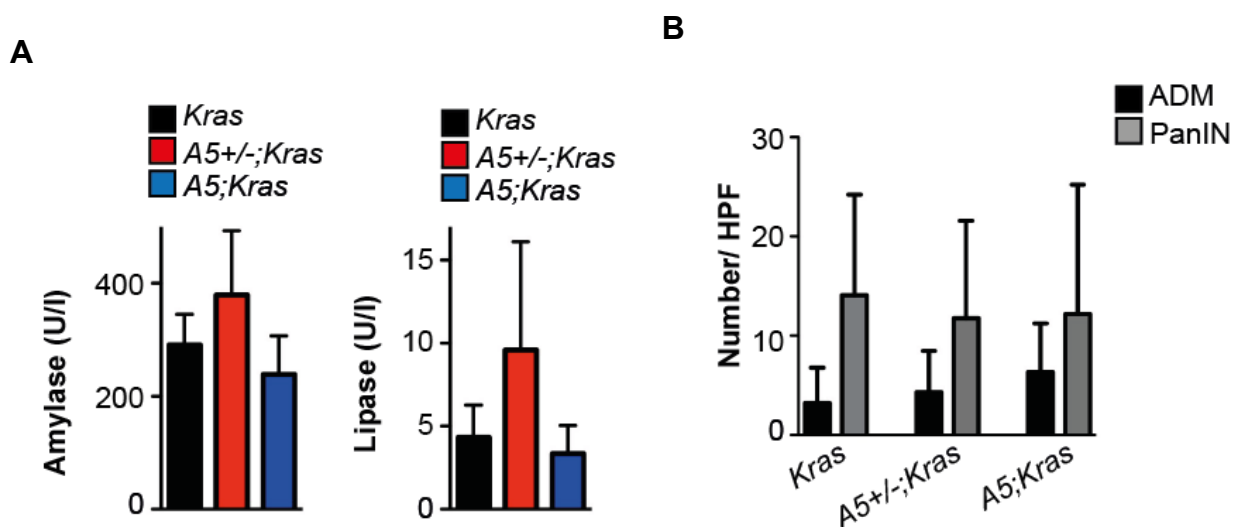 A
Kras
A5+/-;Kras
A5;Kras
Amylase (U/l)
400
200
0
Kras
A5+/-;Kras
A5;Kras
Lipase (U/l)
15
10
5
0
B
ADM
PanIN
Number/ HPF
30
20
10
0
Kras
A5+/-;Kras
A5;Kras